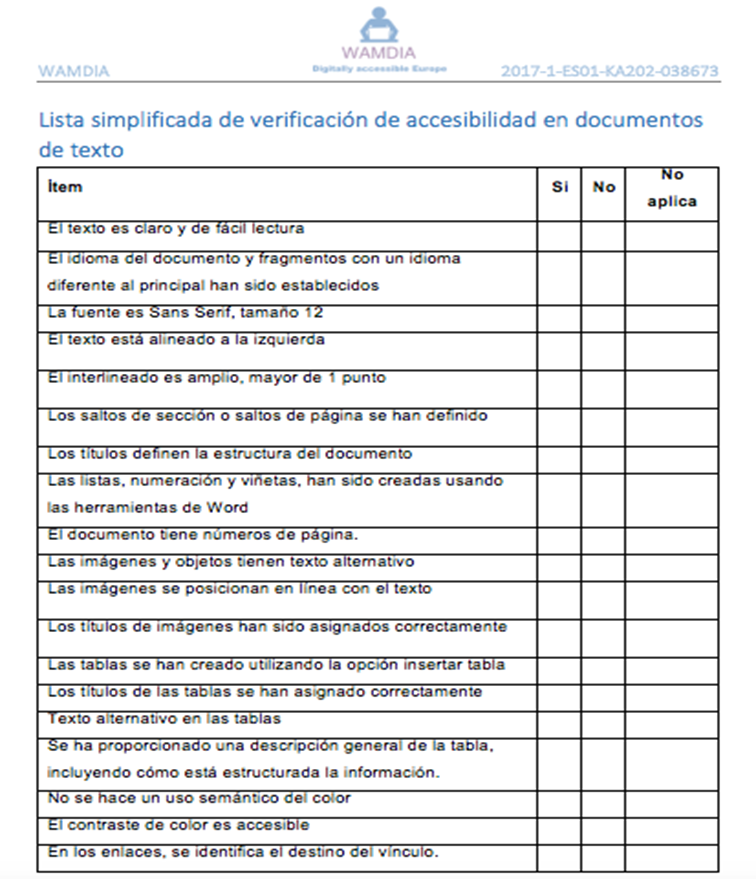 WAMDIA
WAMDIA
Digitally accessible Europe
2017-1-ES01-KA202-038673
Lista simplificada de verificación de accesibilidad en documentos
de texto
Ítem
Si
No
No
aplica
El texto es claro y de fácil lectura
El idioma del documento y fragmentos con un idioma
diferente al principal han sido establecidos
La fuente es Sans Serif, tamaño 12
El texto está alineado a la izquierda
El interlineado es amplio, mayor de 1 punto
Los saltos de sección o saltos de página se han definido
Los títulos definen la estructura del documento
Las listas, numeración y viñetas, han sido creadas usando
las herramientas de Word
El documento tiene números de página.
Las imágenes y objetos tienen texto alternativo
Las imágenes se posicionan en línea con el texto
Los títulos de imágenes han sido asignados correctamente
Las tablas se han creado utilizando la opción insertar tabla
Los títulos de las tablas se han asignado correctamente
Texto alternativo en las tablas
Se ha proporcionado una descripción general de la tabla,
incluyendo cómo está estructurada la información.
No se hace un uso semántico del color
El contraste de color es accesible
En los enlaces, se identifica el destino del vínculo.